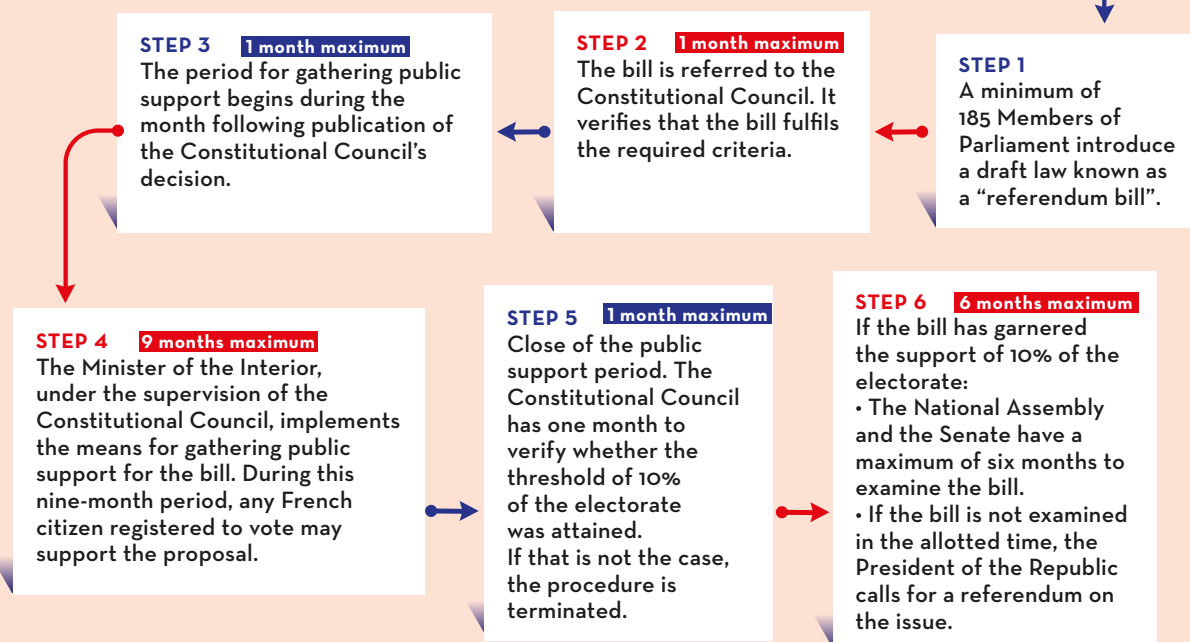 STEP 1
A minimum of
185 Members of
Parliament introduce
a draft law known as
a “referendum bill”.
STEP 2 1 month maximum
The bill is referred to the
Constitutional Council. It
verifies that the bill fulfils
the required criteria.
STEP 3 1 month maximum
The period for gathering public
support begins during the
month following publication of
the Constitutional Council’s
decision.
STEP 4 9 months maximum
The Minister of the Interior,
under the supervision of the
Constitutional Council, implements
the means for gathering public
support for the bill. During this
nine-month period, any French
citizen registered to vote may
support the proposal.
STEP 5 1 month maximum
Close of the public
support period. The
Constitutional Council
has one month to
verify whether the
threshold of 10%
of the electorate
was attained.
If that is not the case,
the procedure is
terminated.
STEP 6 6 months maximum
If the bill has garnered
the support of 10% of the
electorate:
• The National Assembly
and the Senate have a
maximum of six months to
examine the bill.
• If the bill is not examined
in the allotted time, the
President of the Republic
calls for a referendum on
the issue.